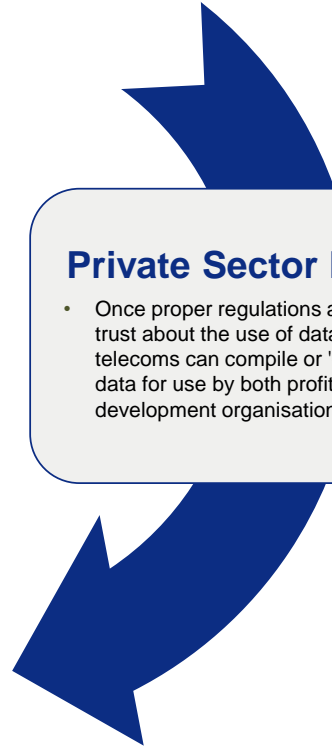 Private Sector
• Once proper regulations
trust about the use of data
telecoms can compile or '
data for use by both profit
development organisation